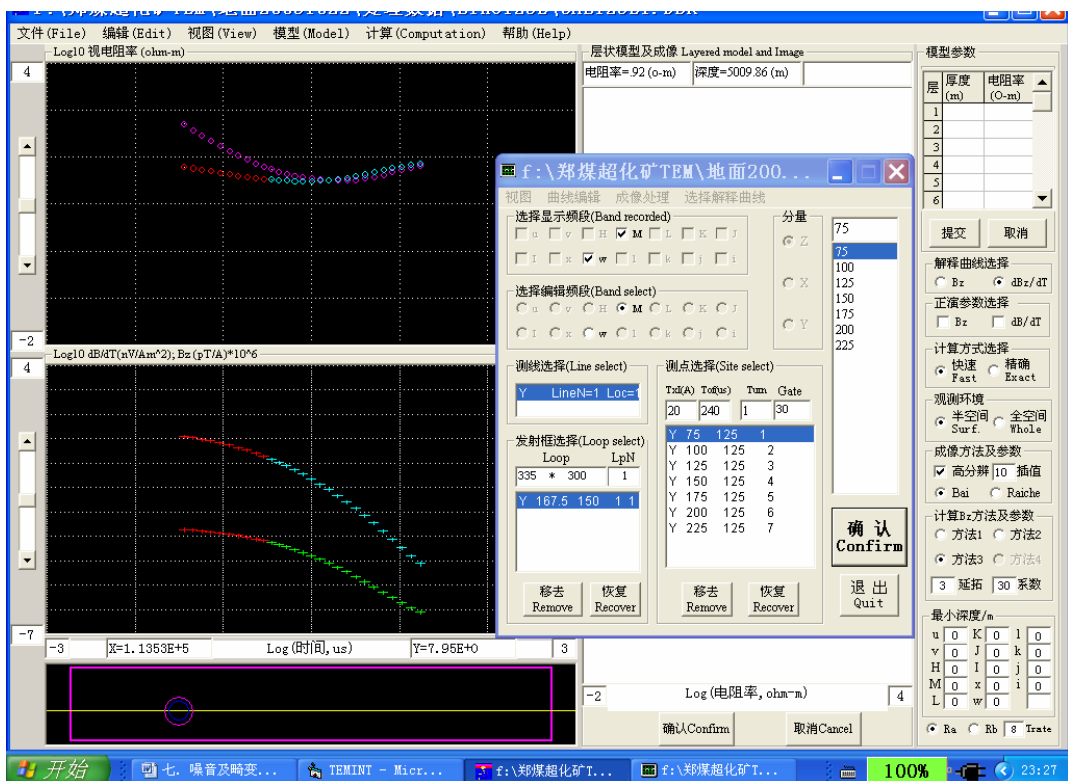 文件(File) 编辑(Edit) 视图(View) 模型(Model) 计算(Computation) 帮助(Help)
Log10 视电阻率 (ohm-m)
4
-2
Log10 dB/dT(nV/Am^2); Bz(pT/A)*10^6
4
-7
-3 X=1.1353E+5 Log(时间,us) Y=7.95E+0 3
层状模型及成像 Layered model and Image
电阻率=.92 (o-m) 深度=5009.86 (m)
-2 Log(电阻率, ohm-m) 4
确认Confirm 取消Cancel
f:\郑煤超化矿TEM\地面200...
视图 曲线编辑 成像处理 选择解释曲线
选择显示频段(Band recorded)
u v H M L K J
I x w l k j i
选择编辑频段(Band select)
u v H M L K J
I x w l k j i
分量
Z
X
Y
75
75
100
125
150
175
200
225
测线选择(Line select)
Y LineN=1 Loc=1
发射框选择(Loop select)
Loop LpN
335 * 300 1
Y 167.5 150 1 1
移去 Remove
恢复 Recover
测点选择(Site select)
TxI(A) Tof(us) Turn Gate
20 240 1 30
Y 75 125 1
Y 100 125 2
Y 125 125 3
Y 150 125 4
Y 175 125 5
Y 200 125 6
Y 225 125 7
移去 Remove
恢复 Recover
确 认
Confirm
退 出
Quit
模型参数
层 厚度(m) 电阻率(O-m)
1
2
3
4
5
6
提交 取消
解释曲线选择
Bz dBz/dT
正演参数选择
Bz dB/dT
计算方式选择
快速 Fast 精确 Exact
观测环境
半空间 Surf. 全空间 Whole
成像方法及参数
高分辨 10 插值
Bai Raiche
计算Bz方法及参数
方法1 方法2
方法3 方法4
3 延拓 30 系数
最小深度/m
u 0 K 0 l 0
v 0 J 0 k 0
H 0 I 0 j 0
M 0 x 0 i 0
L 0 w 0
Ra Rb 8 Trate
开始 七. 噪音及畸变... TEMINT - Micr... f:\郑煤超化矿T... f:\郑煤超化矿T... 100% 23:27